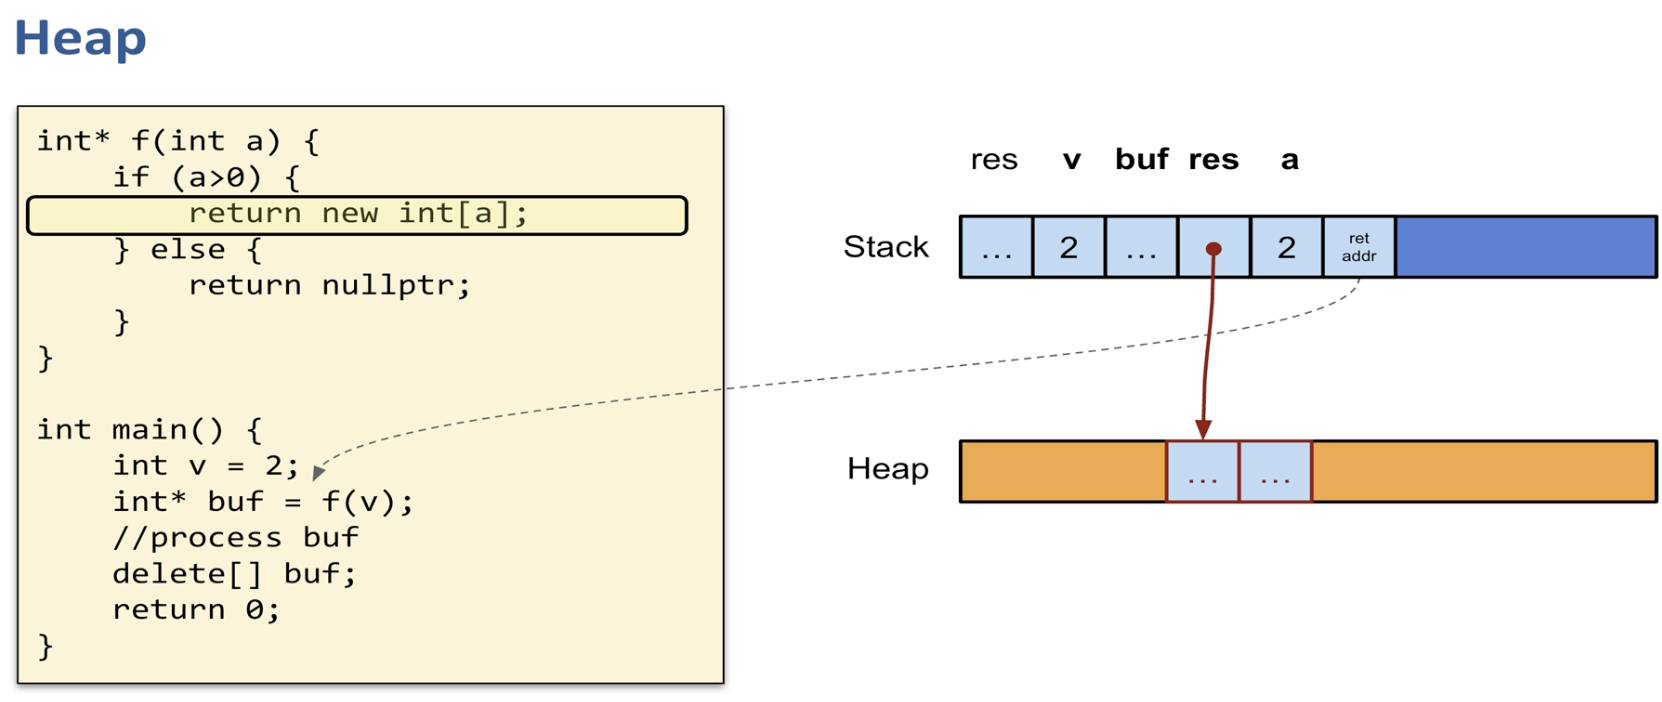 Heap
int* f(int a) {
    if (a>0) {
        return new int[a];
    } else {
        return nullptr;
    }
}
int main() {
    int v = 2;
    int* buf = f(v);
    //process buf
    delete[] buf;
    return 0;
}
res v buf res a
Stack ... 2 ... 2 ret addr
Heap ... ...